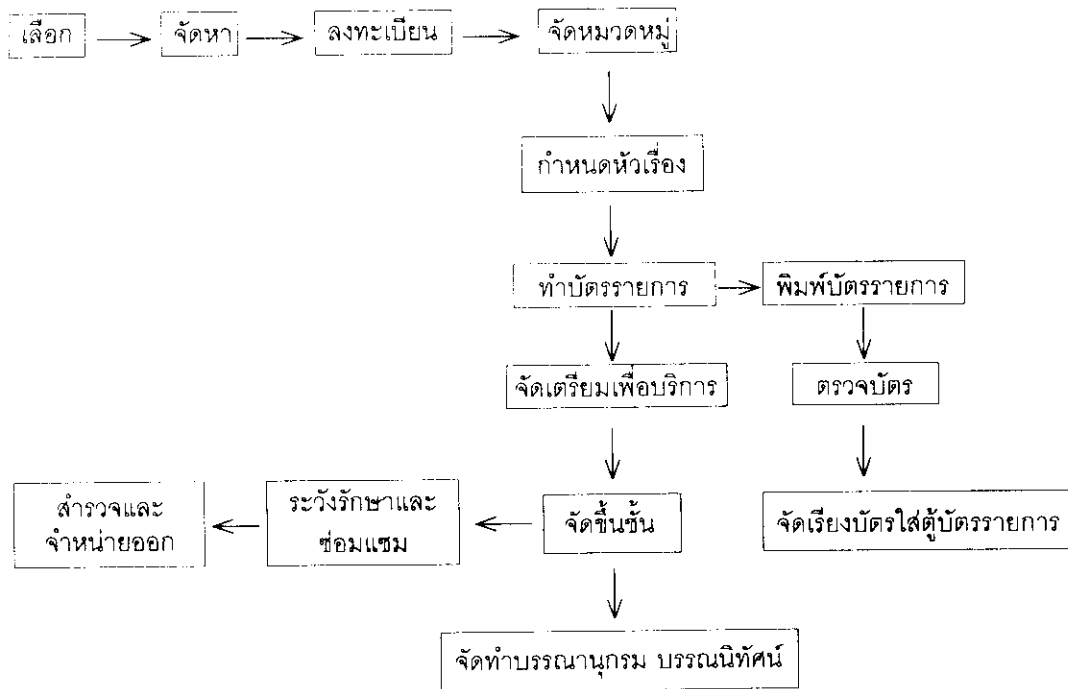 เลือก
จัดหา
ลงทะเบียน
จัดหมวดหมู่
กำหนดหัวเรื่อง
ทำบัตรรายการ
พิมพ์บัตรรายการ
จัดเตรียมเพื่อบริการ
ตรวจบัตร
สำรวจและ
จำหน่ายออก
ระวังรักษาและ
ซ่อมแซม
จัดขึ้นชั้น
จัดเรียงบัตรใส่ตู้บัตรรายการ
จัดทำบรรณานุกรม บรรณนิทัศน์